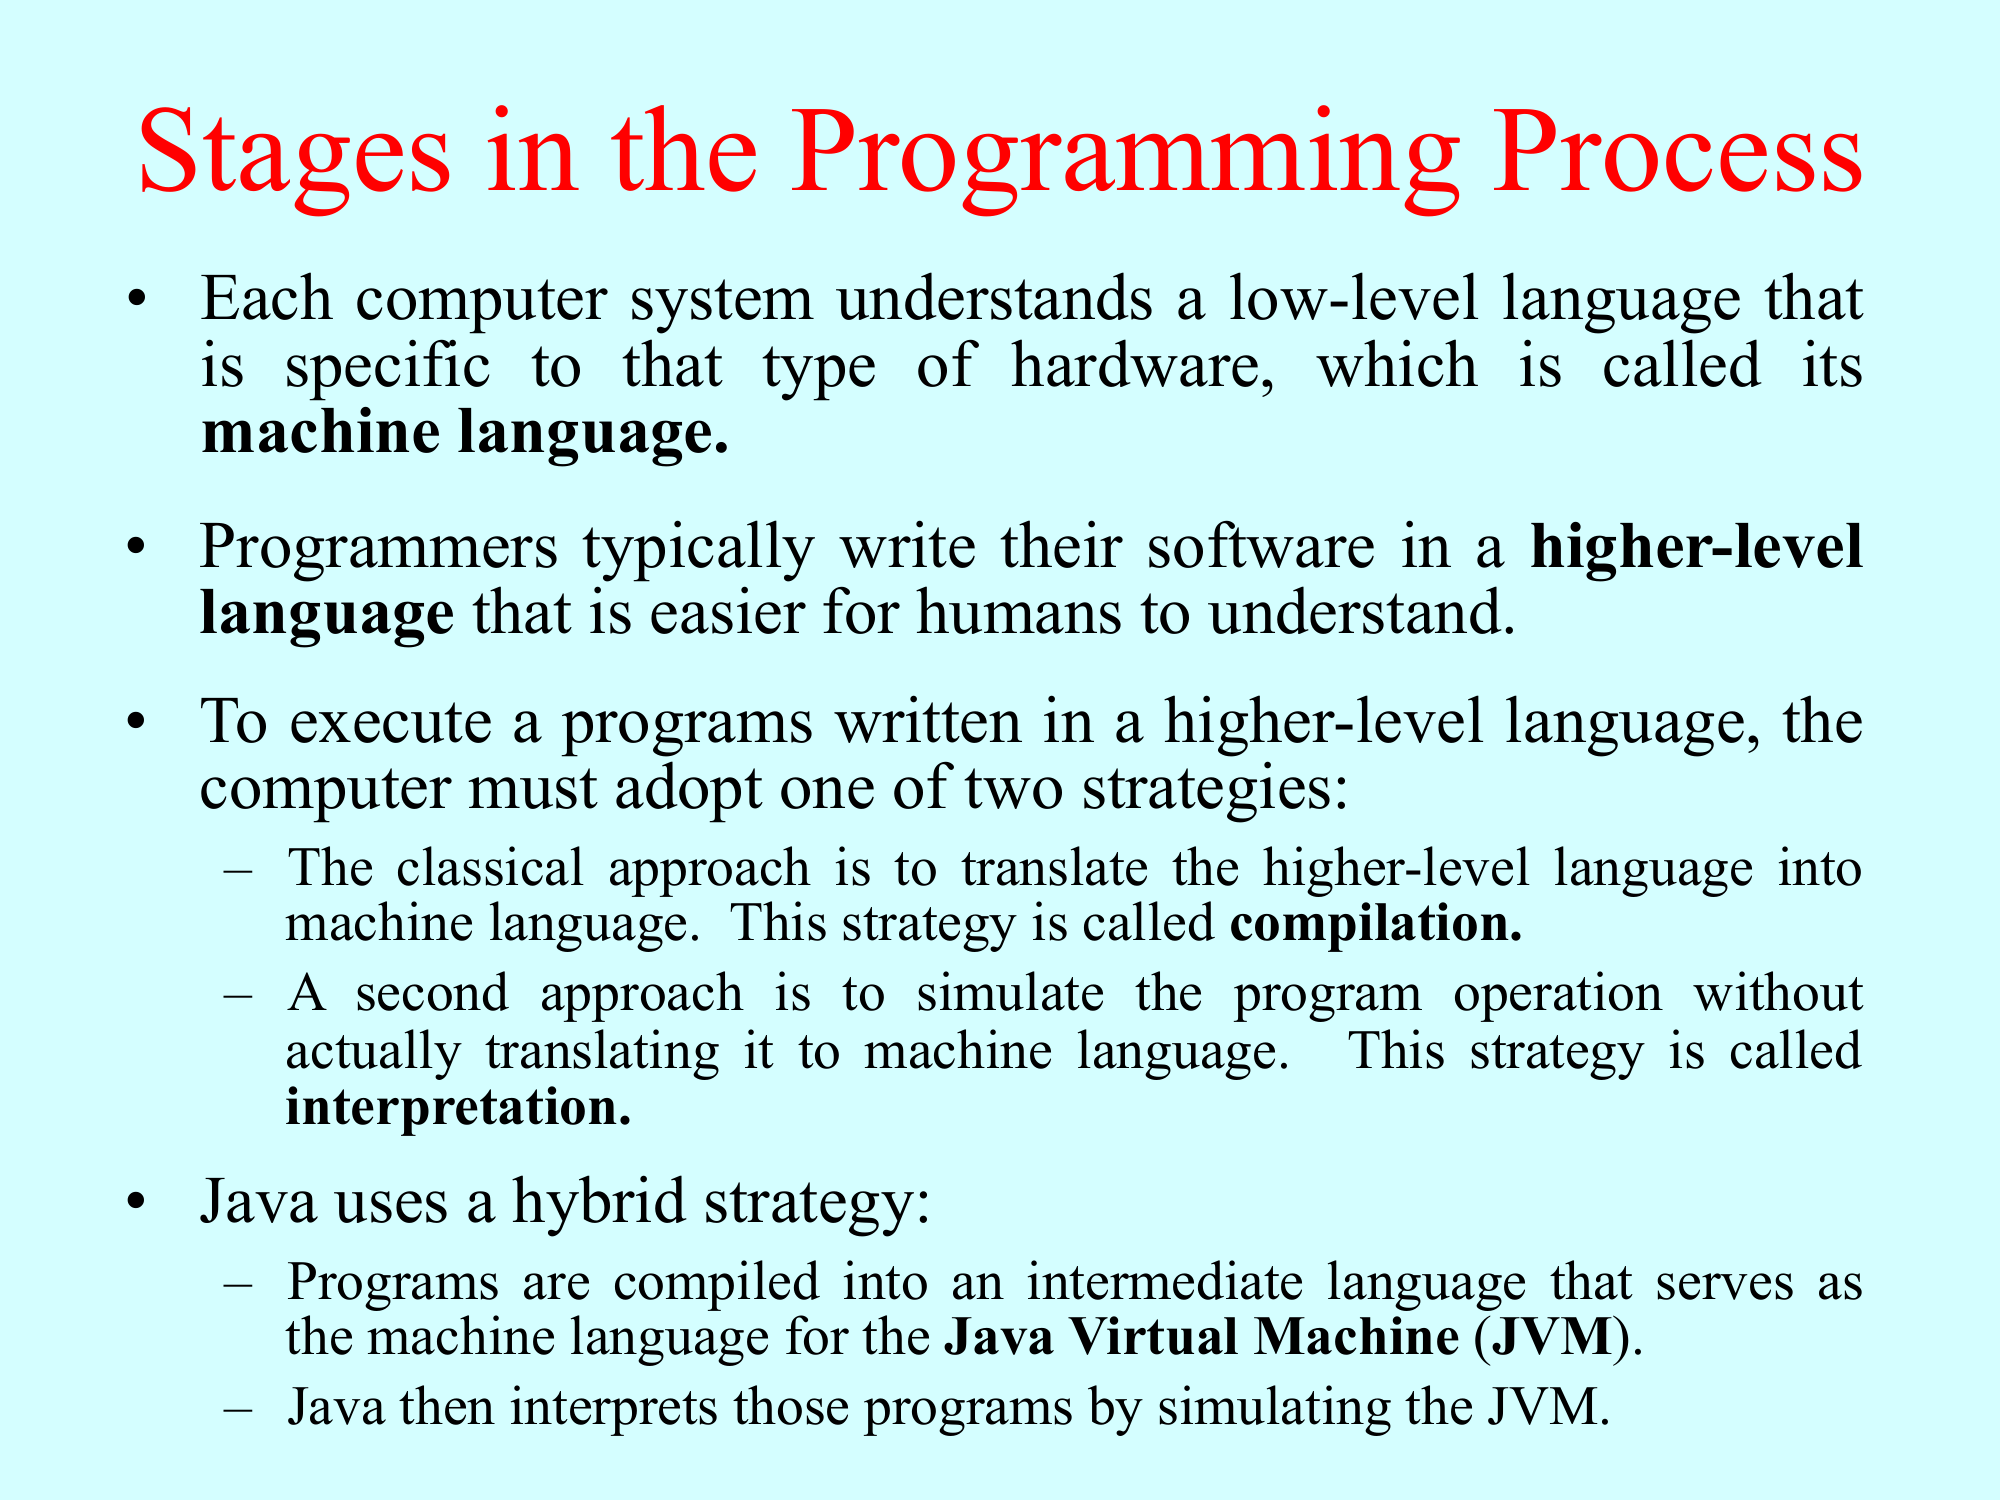 Stages in the Programming Process
• Each computer system understands a low-level language that
is specific to that type of hardware, which is called its
machine language.
• Programmers typically write their software in a higher-level
language that is easier for humans to understand.
• To execute a programs written in a higher-level language, the
computer must adopt one of two strategies:
– The classical approach is to translate the higher-level language into
machine language. This strategy is called compilation.
– A second approach is to simulate the program operation without
actually translating it to machine language. This strategy is called
interpretation.
• Java uses a hybrid strategy:
– Programs are compiled into an intermediate language that serves as
the machine language for the Java Virtual Machine (JVM).
– Java then interprets those programs by simulating the JVM.